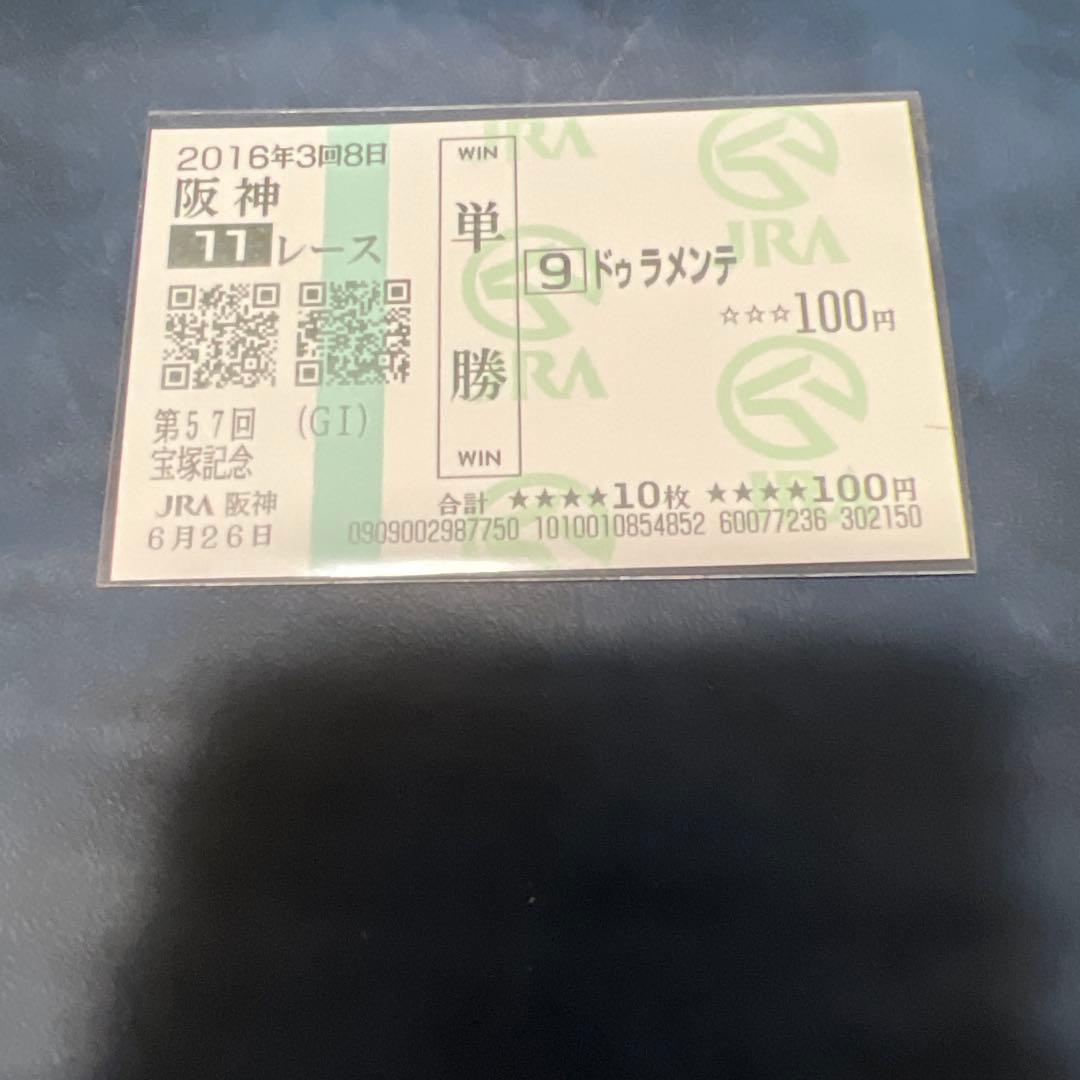 2016年3回8日
阪神
11レース
第57回 (GI)
宝塚記念
JRA 阪神
6月26日
WIN
単勝
WIN
9 ドゥラメンテ
☆☆☆100円
合計 ★★★★10枚 ★★★★100円
0909002987750 1010010854852 60077236 302150
JRA
JRA
JRA
JRA